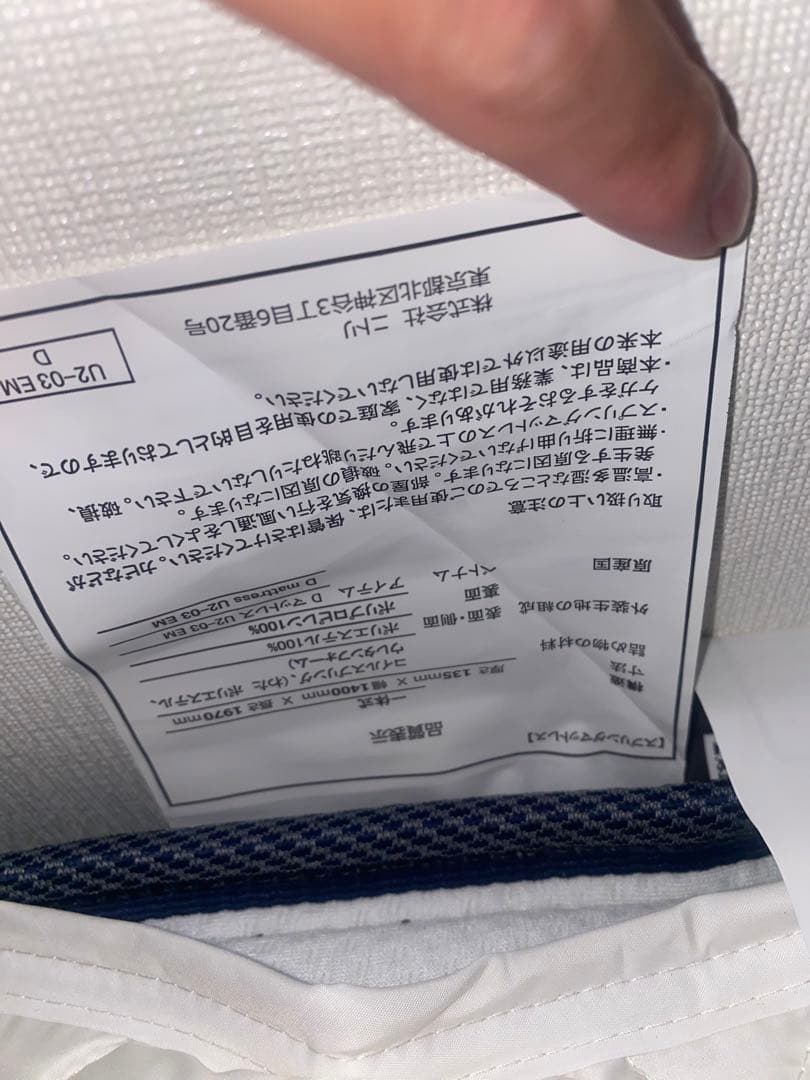 品質表示
【スプリングマットレス】
構造 一体式
寸法 厚さ 135mm × 幅 1400mm × 長さ 1970mm
詰め物の材料 コイルスプリング、(わた ポリエステル、
ウレタンフォーム)
外装生地の組成 表面・側面 ポリエステル100%
裏面 ポリプロピレン100%
原産国 ベトナム
アイテム D マットレス U2-03 EM
D mattress U2-03 EM
取り扱い上の注意
・高温多湿なところでのご使用または、保管はさけてください。カビなどが
発生する原因になります。部屋の換気を行い風通しをよくしてください。
・無理に折り曲げないでください。破損の原因になります。
・スプリングマットレスの上で飛んだり跳ねたりしないで下さい。破損、
ケガをするおそれがあります。
・本商品は、業務用ではなく、家庭での使用を目的としておりますので、
本来の用途以外では使用しないでください。
株式会社 ニトリ
東京都北区神谷3丁目6番20号
U2-03 EM
D